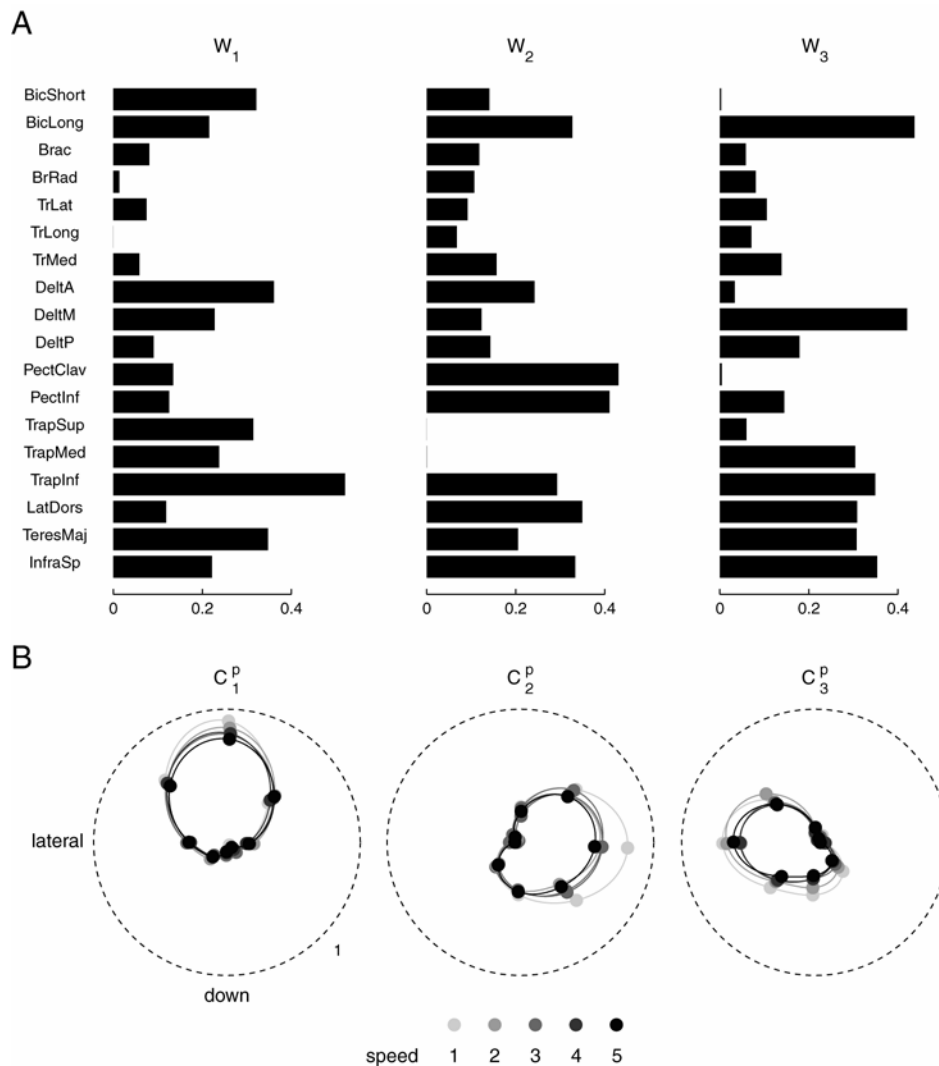 A
W1 W2 W3
BicShort
BicLong
Brac
BrRad
TrLat
TrLong
TrMed
DeltA
DeltM
DeltP
PectClav
PectInf
TrapSup
TrapMed
TrapInf
LatDors
TeresMaj
InfraSp
0 0.2 0.4 0 0.2 0.4 0 0.2 0.4
B
C1p C2p C3p
lateral
1
down
speed 1 2 3 4 5